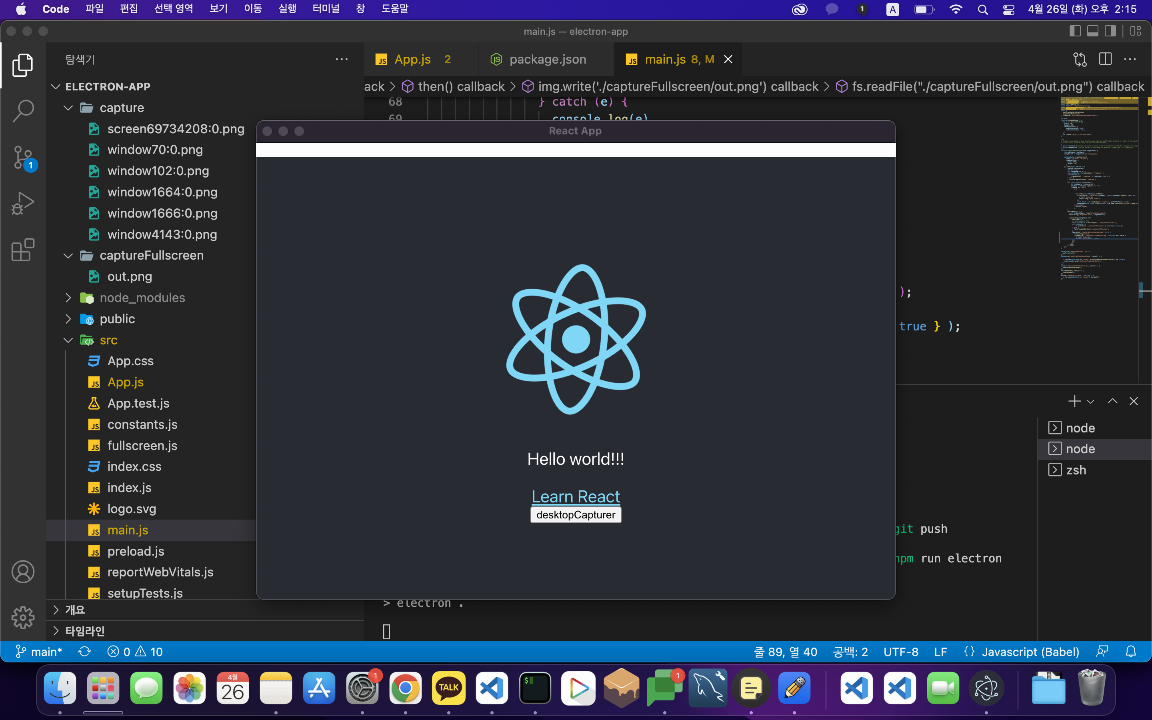 Code 파일 편집 선택 영역 보기 이동 실행 터미널 창 도움말 1 A 4월 26일 (화) 오후 2:15
main.js — electron-app
탐색기 ···
App.js 2 package.json main.js 8, M
ack > then() callback > img.write('./captureFullscreen/out.png') callback > fs.readFile("./captureFullscreen/out.png") callback
ELECTRON-APP
68 } catch (e) {
69 console.log(e)
capture
screen69734208:0.png
window70:0.png
window102:0.png
window1664:0.png
window1666:0.png
window4143:0.png
captureFullscreen
out.png
node_modules
public
src
App.css
App.js
App.test.js
constants.js
fullscreen.js
index.css
index.js
logo.svg
main.js
preload.js
reportWebVitals.js
setupTests.js
개요
타임라인
1
React App
Hello world!!!
Learn React
desktopCapturer
);
true } );
node
node
zsh
git push
npm run electron
> electron .
main* 0 10 줄 89, 열 40 공백: 2 UTF-8 LF {} Javascript (Babel)
4월
26
1
TALK
$
1